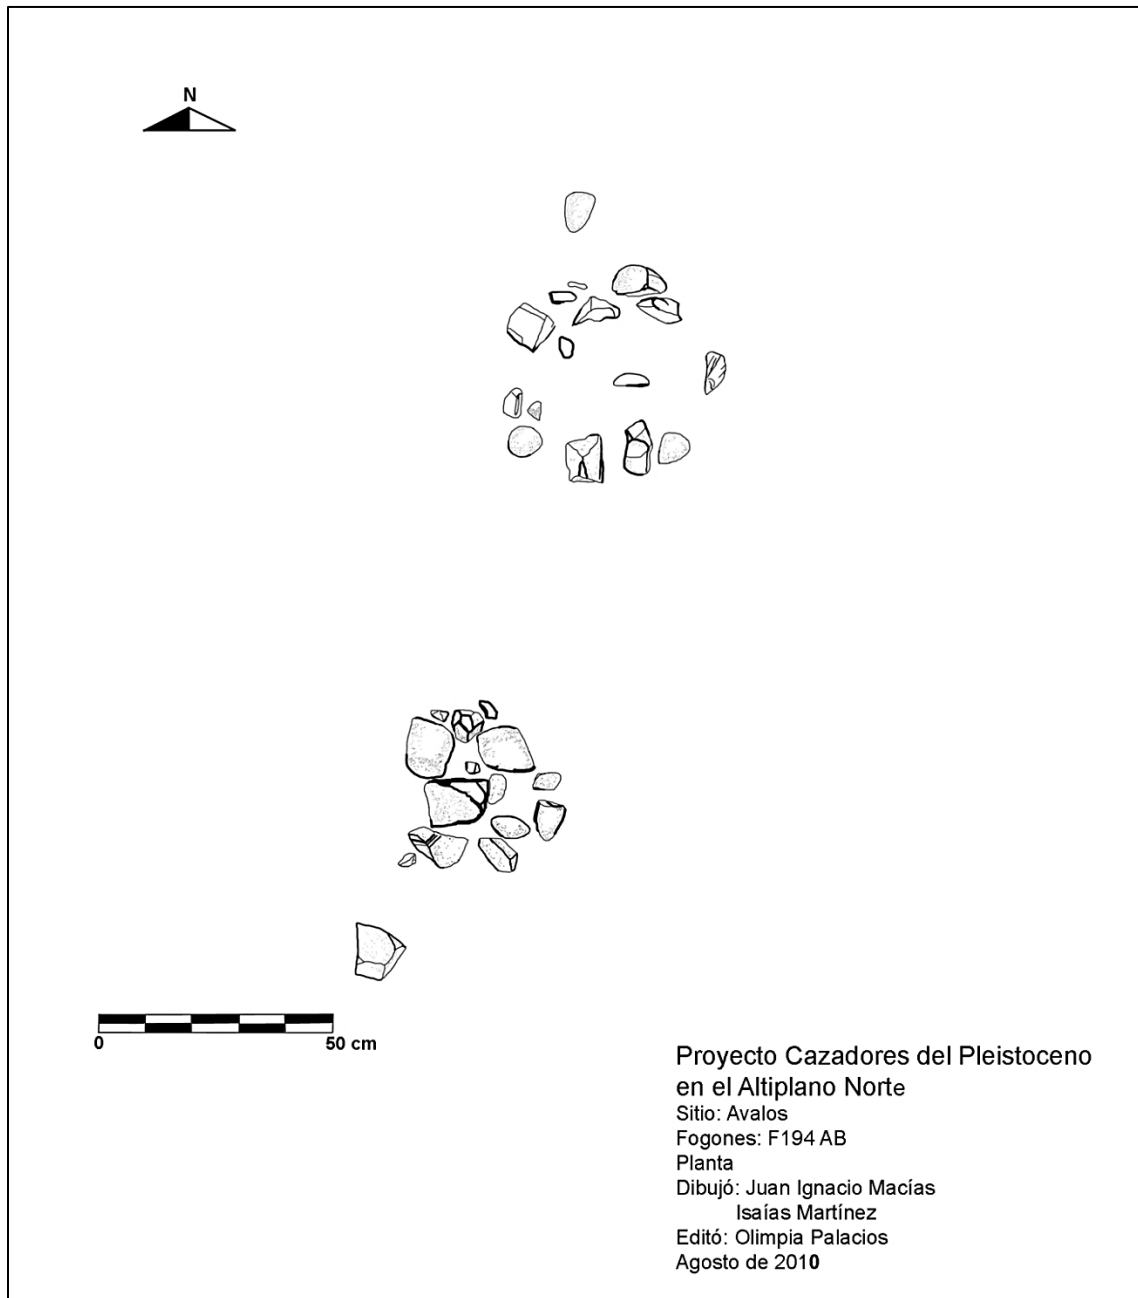 N
0
50 cm
Proyecto Cazadores del Pleistoceno
en el Altiplano Norte
Sitio: Avalos
Fogones: F194 AB
Planta
Dibujó: Juan Ignacio Macías
Isaías Martínez
Editó: Olimpia Palacios
Agosto de 2010